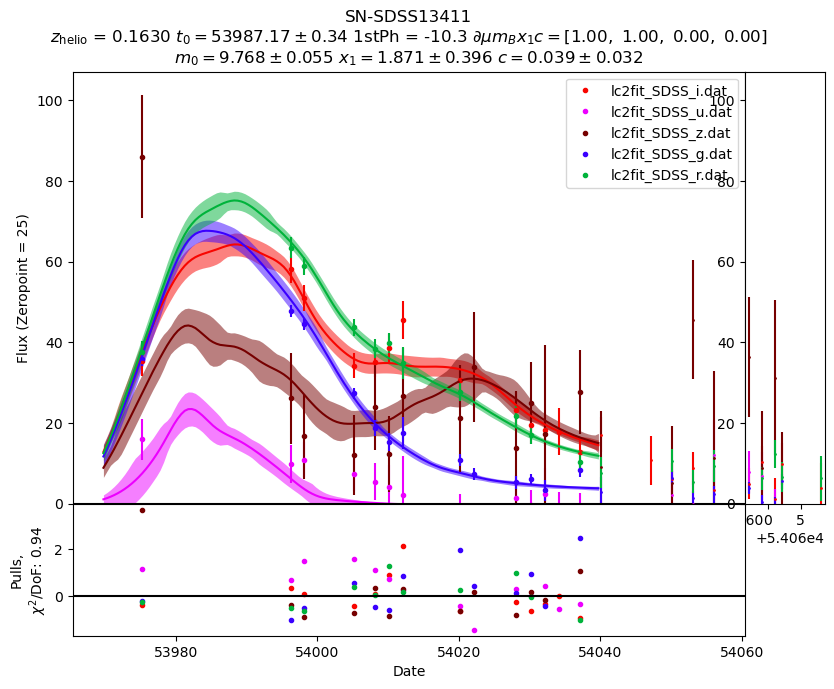 SN-SDSS13411
z_helio = 0.1630 t_0 = 53987.17 ± 0.34 1stPh = -10.3 ∂μm_Bx_1c = [1.00, 1.00, 0.00, 0.00]
m_0 = 9.768 ± 0.055 x_1 = 1.871 ± 0.396 c = 0.039 ± 0.032
lc2fit_SDSS_i.dat
lc2fit_SDSS_u.dat
lc2fit_SDSS_z.dat
lc2fit_SDSS_g.dat
lc2fit_SDSS_r.dat
Flux (Zeropoint = 25)
100
80
60
40
20
0
100
80
60
40
20
0
60 5
+5.406e4
Pulls,
χ²/DoF: 0.94
2
0
53980 54000 54020 54040 54060
Date